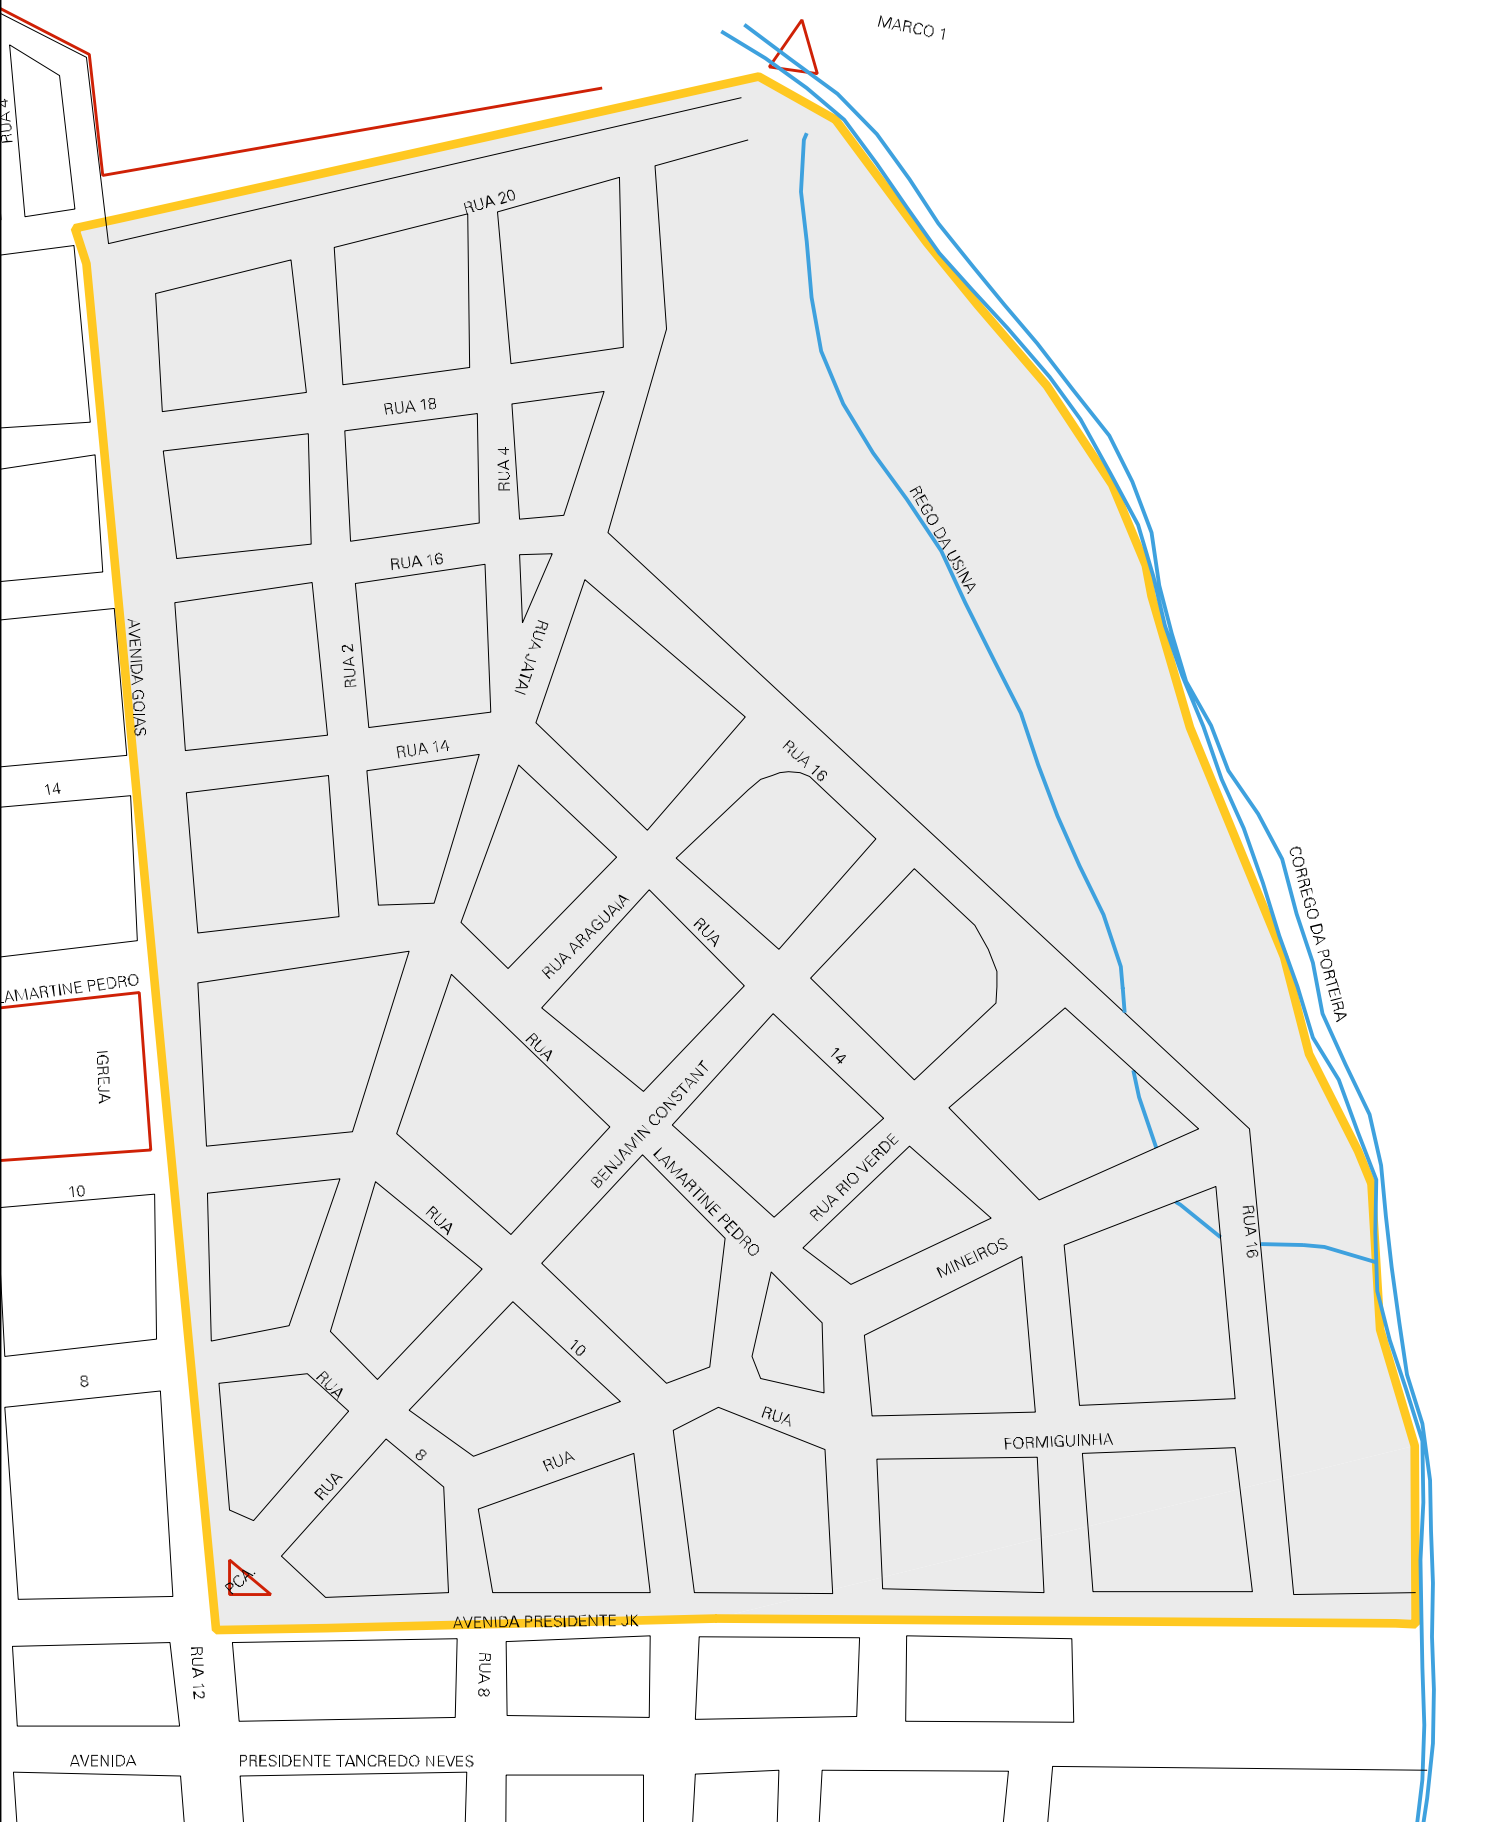 MARCO 1
RUA 4
RUA 20
RUA 18
RUA 4
RUA 16
REGO DA USINA
AVENIDA GOIAS
RUA 2
RUA JATAI
RUA 14
RUA 16
14
CORREGO DA PORTEIRA
RUA ARAGUAIA
RUA
LAMARTINE PEDRO
IGREJA
RUA
14
BENJAMIN CONSTANT
LAMARTINE PEDRO
RUA RIO VERDE
10
RUA
MINEIROS
RUA 16
10
8
RUA
RUA
FORMIGUINHA
8
RUA
RUA
PCA.
AVENIDA PRESIDENTE JK
RUA 12
RUA 8
AVENIDA
PRESIDENTE TANCREDO NEVES